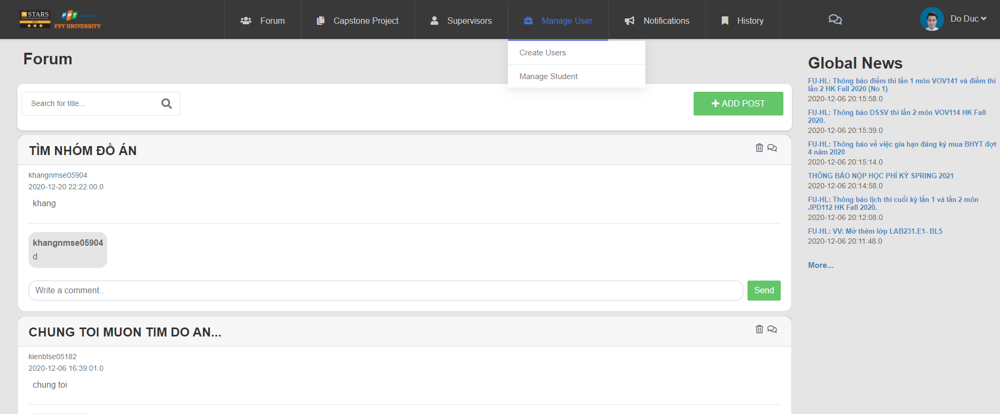 STARS
FPT Education
FPT UNIVERSITY
Forum
Capstone Project
Supervisors
Manage User
Notifications
History
Do Duc
Create Users
Manage Student
Forum
Search for title...
ADD POST
TÌM NHÓM ĐỒ ÁN
khangnmse05904
2020-12-20 22:22:00.0
khang
khangnmse05904
d
Write a comment..
Send
CHUNG TOI MUON TIM DO AN...
kienbtse05182
2020-12-06 16:39:01.0
chung toi
Global News
FU-HL: Thông báo điểm thi lần 1 môn VOV141 và điểm thi
lần 2 HK Fall 2020 (No 1)
2020-12-06 20:15:58.0
FU-HL: Thông báo DSSV thi lần 2 môn VOV114 HK Fall
2020.
2020-12-06 20:15:39.0
FU-HL: Thông báo về việc gia hạn đăng ký mua BHYT đợt
4 năm 2020
2020-12-06 20:15:14.0
THÔNG BÁO NỘP HỌC PHÍ KỲ SPRING 2021
2020-12-06 20:14:58.0
FU-HL: Thông báo lịch thi cuối kỳ lần 1 và lần 2 môn
JPD112 HK Fall 2020.
2020-12-06 20:12:08.0
FU-HL: VV: Mở thêm lớp LAB231.E1- BL5
2020-12-06 20:11:48.0
More...